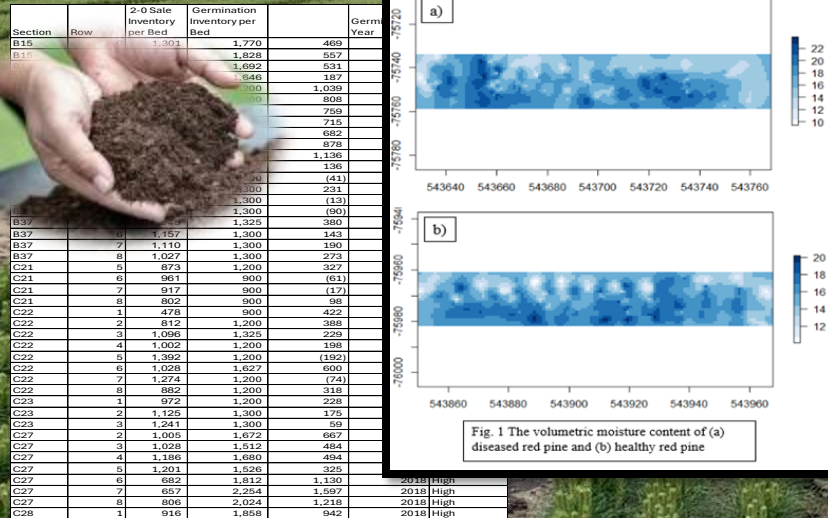 2-0 Sale Germination
Inventory Inventory per Germi
Section Row per Bed Bed Year
B15 1,301 1,770 469
B15 1,828 557
1,692 531
187
1,039
808
759
715
682
878
1,136
136
(41)
231
1,300 (13)
1,300 (90)
B37 1,325 380
B37 6 1,157 1,300 143
B37 7 1,110 1,300 190
B37 8 1,027 1,300 273
C21 5 873 1,200 327
C21 6 961 900 (61)
C21 7 917 900 (17)
C21 8 802 900 98
C22 1 478 900 422
C22 2 812 1,200 388
C22 3 1,096 1,325 229
C22 4 1,002 1,200 198
C22 5 1,392 1,200 (192)
C22 6 1,028 1,627 600
C22 7 1,274 1,200 (74)
C22 8 882 1,200 318
C23 1 972 1,200 228
C23 2 1,125 1,300 175
C23 3 1,241 1,300 59
C27 2 1,005 1,672 667
C27 3 1,028 1,512 484
C27 4 1,186 1,680 494
C27 5 1,201 1,526 325
C27 6 682 1,812 1,130 2018 High
C27 7 657 2,254 1,597 2018 High
C27 8 806 2,024 1,218 2018 High
C28 1 916 1,858 942 2018 High
a)
-75720
-75740
-75760
-75780
543640 543660 543680 543700 543720 543740 543760
22
20
18
16
14
12
10
b)
-75960
-75980
-76000
543860 543880 543900 543920 543940 543960
20
18
16
14
12
Fig. 1 The volumetric moisture content of (a)
diseased red pine and (b) healthy red pine